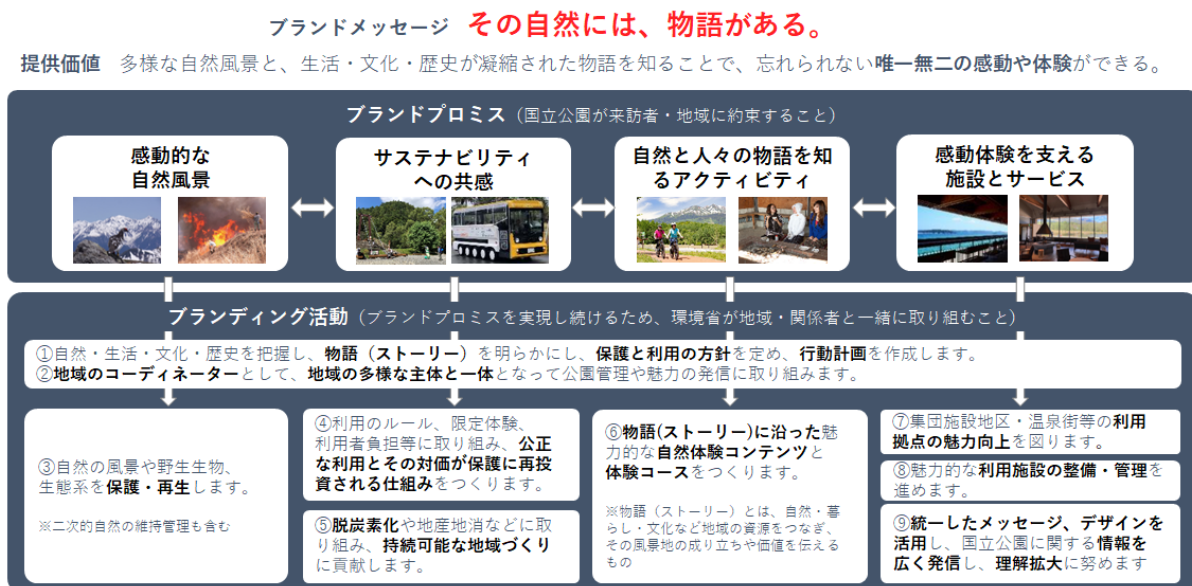 ブランドメッセージ その自然には、物語がある。
提供価値 多様な自然風景と、生活・文化・歴史が凝縮された物語を知ることで、忘れられない唯一無二の感動や体験ができる。
ブランドプロミス（国立公園が来訪者・地域に約束すること）
感動的な
自然風景
サステナビリティ
への共感
自然と人々の物語を知
るアクティビティ
感動体験を支える
施設とサービス
ブランディング活動（ブランドプロミスを実現し続けるため、環境省が地域・関係者と一緒に取り組むこと）
①自然・生活・文化・歴史を把握し、物語（ストーリー）を明らかにし、保護と利用の方針を定め、行動計画を作成します。
②地域のコーディネーターとして、地域の多様な主体と一体となって公園管理や魅力の発信に取り組みます。
③自然の風景や野生生物、
生態系を保護・再生します。
※二次的自然の維持管理も含む
④利用のルール、限定体験、
利用者負担等に取り組み、公正
な利用とその対価が保護に再投
資される仕組みをつくります。
⑤脱炭素化や地産地消などに取
り組み、持続可能な地域づくり
に貢献します。
⑥物語(ストーリー)に沿った魅
力的な自然体験コンテンツと
体験コースをつくります。
※物語（ストーリー）とは、自然・暮
らし・文化など地域の資源をつなぎ、
その風景地の成り立ちや価値を伝える
もの
⑦集団施設地区・温泉街等の利用
拠点の魅力向上を図ります。
⑧魅力的な利用施設の整備・管理を
進めます。
⑨統一したメッセージ、デザインを
活用し、国立公園に関する情報を
広く発信し、理解拡大に努めます